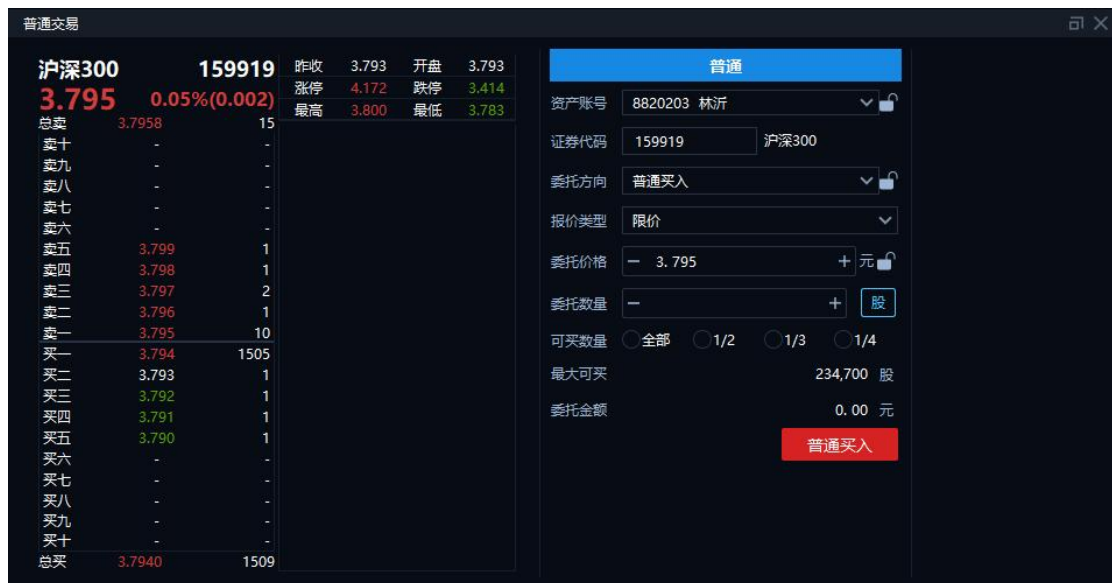 普通交易
沪深300 159919
3.795 0.05%(0.002)
昨收 3.793 开盘 3.793
涨停 4.172 跌停 3.414
最高 3.800 最低 3.783
总卖 3.7958 15
卖十 - -
卖九 - -
卖八 - -
卖七 - -
卖六 - -
卖五 3.799 1
卖四 3.798 1
卖三 3.797 2
卖二 3.796 1
卖一 3.795 10
买一 3.794 1505
买二 3.793 1
买三 3.792 1
买四 3.791 1
买五 3.790 1
买六 - -
买七 - -
买八 - -
买九 - -
买十 - -
总买 3.7940 1509
普通
资产账号 8820203 林沂
证券代码 159919 沪深300
委托方向 普通买入
报价类型 限价
委托价格 − 3.795 + 元
委托数量 − + 股
可买数量 全部 1/2 1/3 1/4
最大可买 234,700 股
委托金额 0.00 元
普通买入